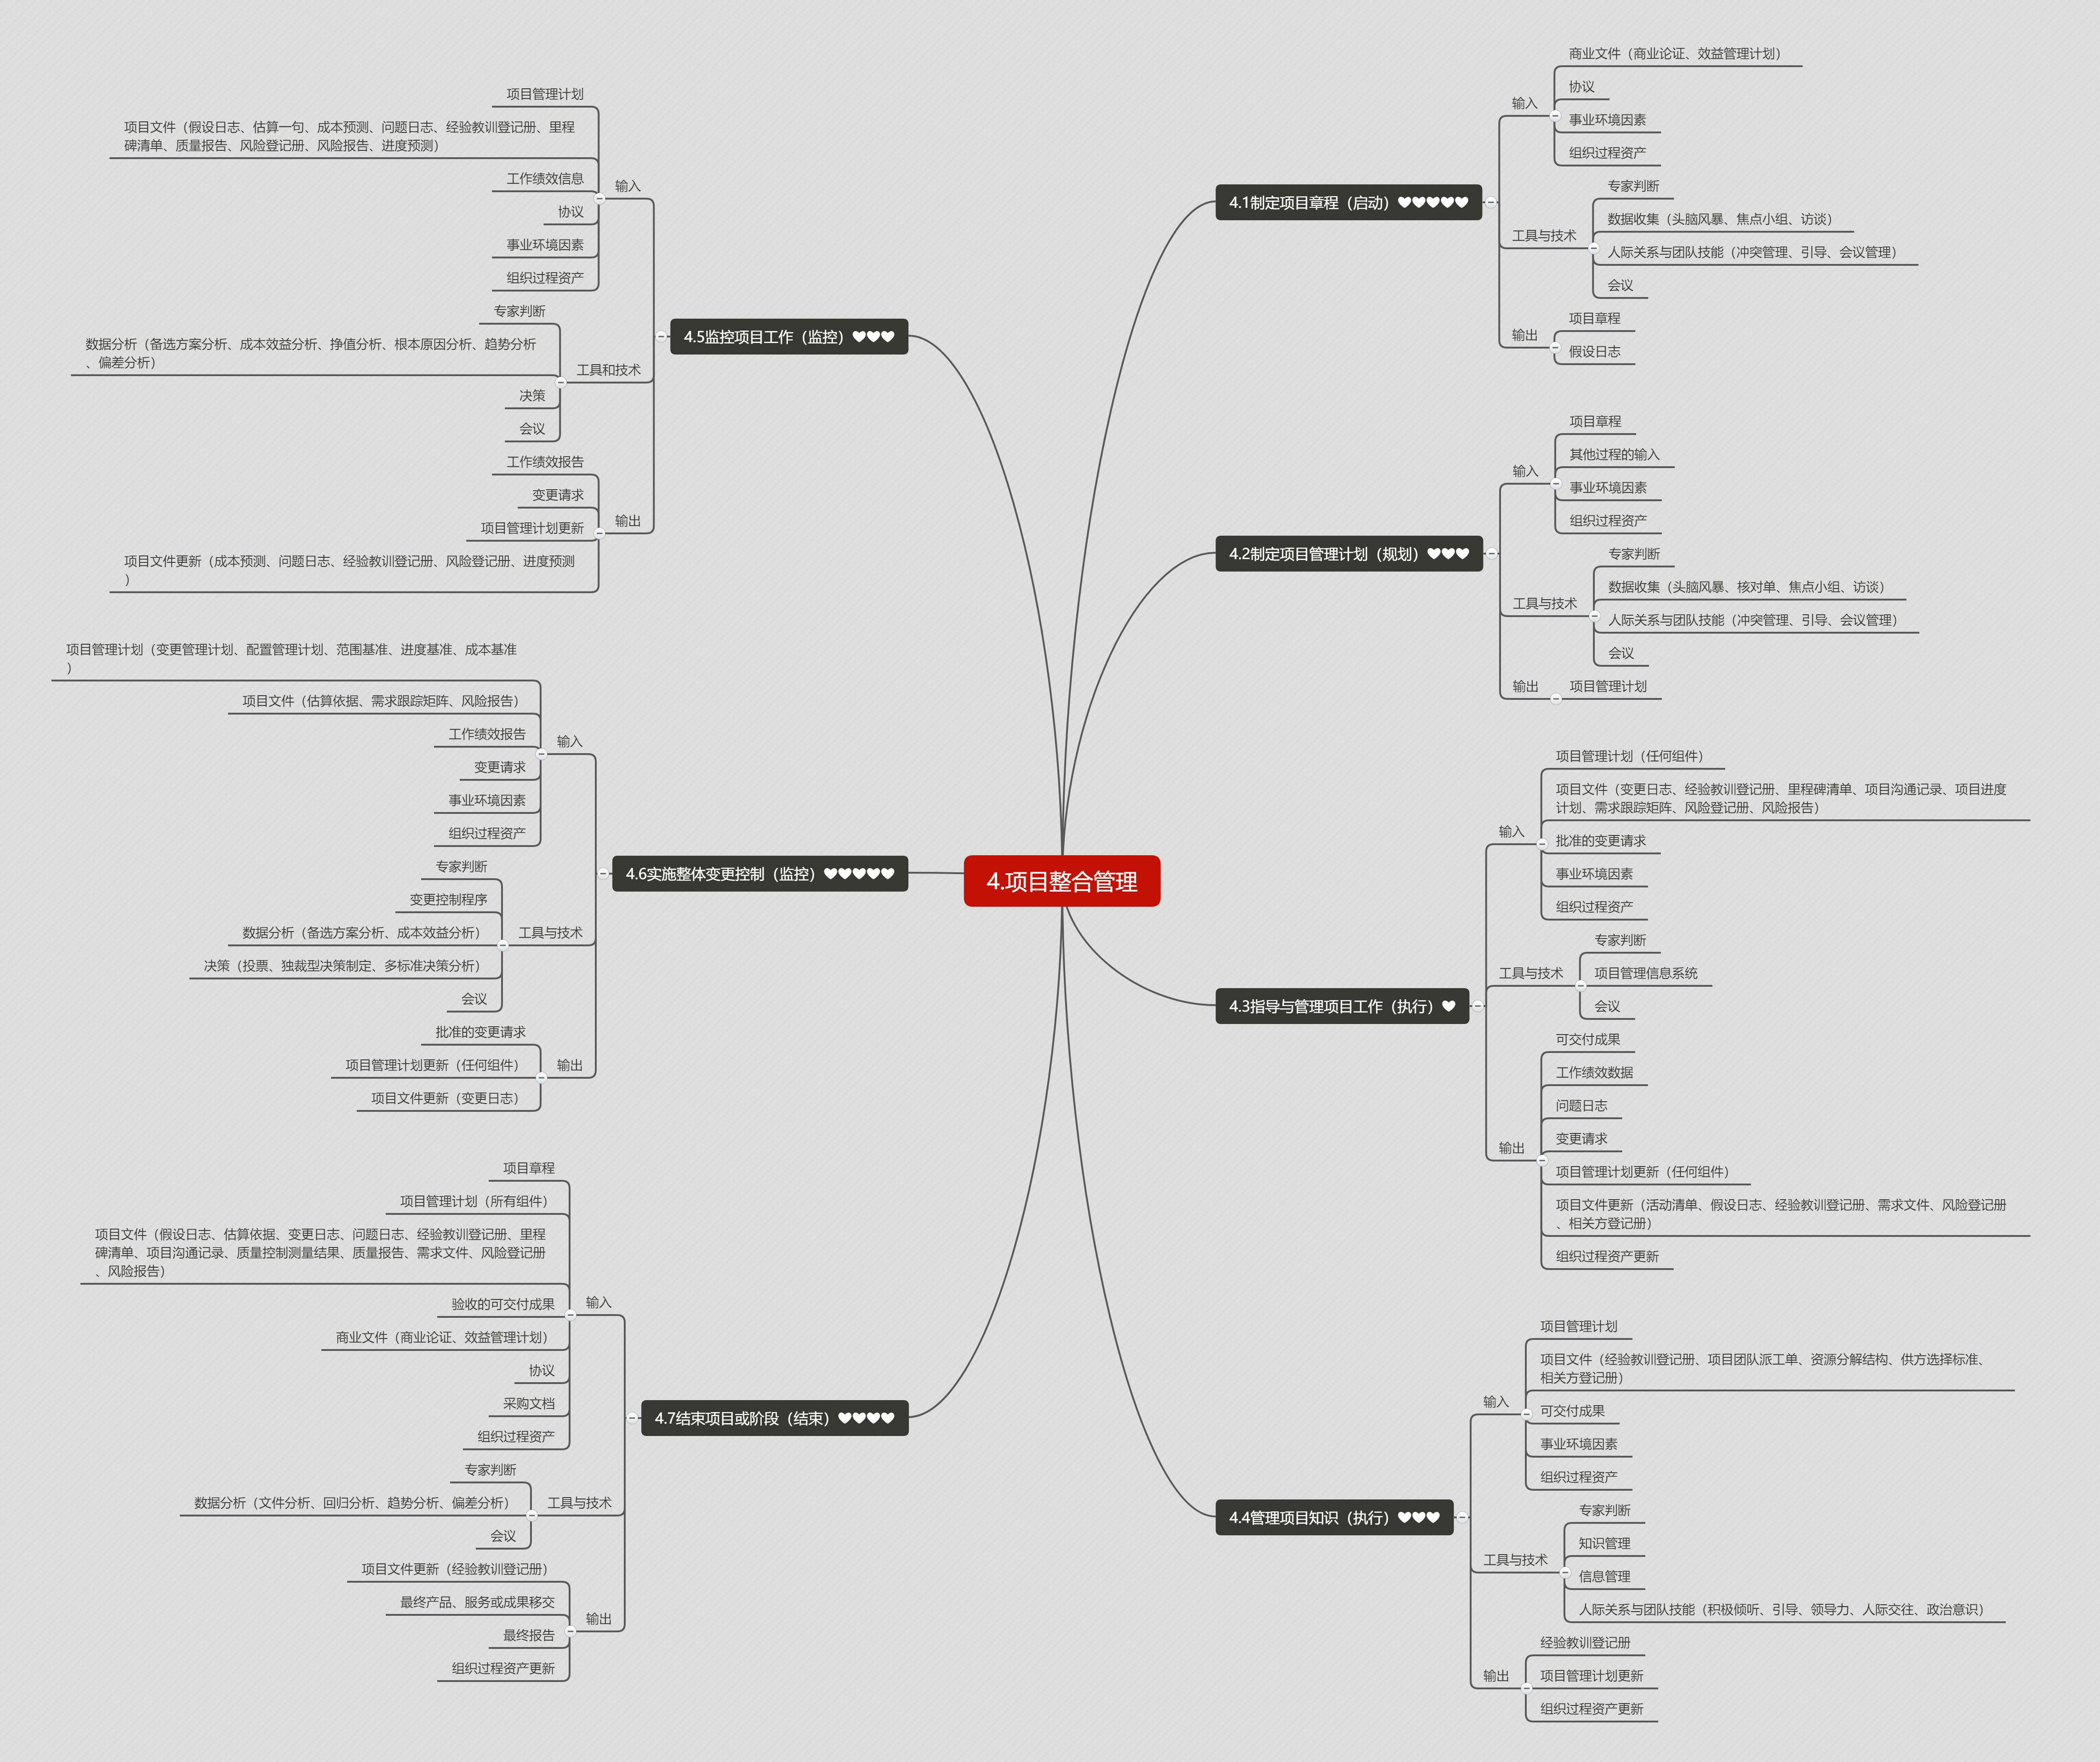 4.项目整合管理
4.1制定项目章程（启动）
输入
商业文件（商业论证、效益管理计划）
协议
事业环境因素
组织过程资产
工具与技术
专家判断
数据收集（头脑风暴、焦点小组、访谈）
人际关系与团队技能（冲突管理、引导、会议管理）
会议
输出
项目章程
假设日志
4.2制定项目管理计划（规划）
输入
项目章程
其他过程的输入
事业环境因素
组织过程资产
工具与技术
专家判断
数据收集（头脑风暴、核对单、焦点小组、访谈）
人际关系与团队技能（冲突管理、引导、会议管理）
会议
输出
项目管理计划
4.3指导与管理项目工作（执行）
输入
项目管理计划（任何组件）
项目文件（变更日志、经验教训登记册、里程碑清单、项目沟通记录、项目进度
计划、需求跟踪矩阵、风险登记册、风险报告）
批准的变更请求
事业环境因素
组织过程资产
工具与技术
专家判断
项目管理信息系统
会议
输出
可交付成果
工作绩效数据
问题日志
变更请求
项目管理计划更新（任何组件）
项目文件更新（活动清单、假设日志、经验教训登记册、需求文件、风险登记册
、相关方登记册）
组织过程资产更新
4.4管理项目知识（执行）
输入
项目管理计划
项目文件（经验教训登记册、项目团队派工单、资源分解结构、供方选择标准、
相关方登记册）
可交付成果
事业环境因素
组织过程资产
工具与技术
专家判断
知识管理
信息管理
人际关系与团队技能（积极倾听、引导、领导力、人际交往、政治意识）
输出
经验教训登记册
项目管理计划更新
组织过程资产更新
4.5监控项目工作（监控）
输入
项目管理计划
项目文件（假设日志、估算一句、成本预测、问题日志、经验教训登记册、里程
碑清单、质量报告、风险登记册、风险报告、进度预测）
工作绩效信息
协议
事业环境因素
组织过程资产
工具和技术
专家判断
数据分析（备选方案分析、成本效益分析、挣值分析、根本原因分析、趋势分析
、偏差分析）
决策
会议
输出
工作绩效报告
变更请求
项目管理计划更新
项目文件更新（成本预测、问题日志、经验教训登记册、风险登记册、进度预测
）
4.6实施整体变更控制（监控）
输入
项目管理计划（变更管理计划、配置管理计划、范围基准、进度基准、成本基准
）
项目文件（估算依据、需求跟踪矩阵、风险报告）
工作绩效报告
变更请求
事业环境因素
组织过程资产
工具与技术
专家判断
变更控制程序
数据分析（备选方案分析、成本效益分析）
决策（投票、独裁型决策制定、多标准决策分析）
会议
输出
批准的变更请求
项目管理计划更新（任何组件）
项目文件更新（变更日志）
4.7结束项目或阶段（结束）
输入
项目章程
项目管理计划（所有组件）
项目文件（假设日志、估算依据、变更日志、问题日志、经验教训登记册、里程
碑清单、项目沟通记录、质量控制测量结果、质量报告、需求文件、风险登记册
、风险报告）
验收的可交付成果
商业文件（商业论证、效益管理计划）
协议
采购文档
组织过程资产
工具与技术
专家判断
数据分析（文件分析、回归分析、趋势分析、偏差分析）
会议
输出
项目文件更新（经验教训登记册）
最终产品、服务或成果移交
最终报告
组织过程资产更新